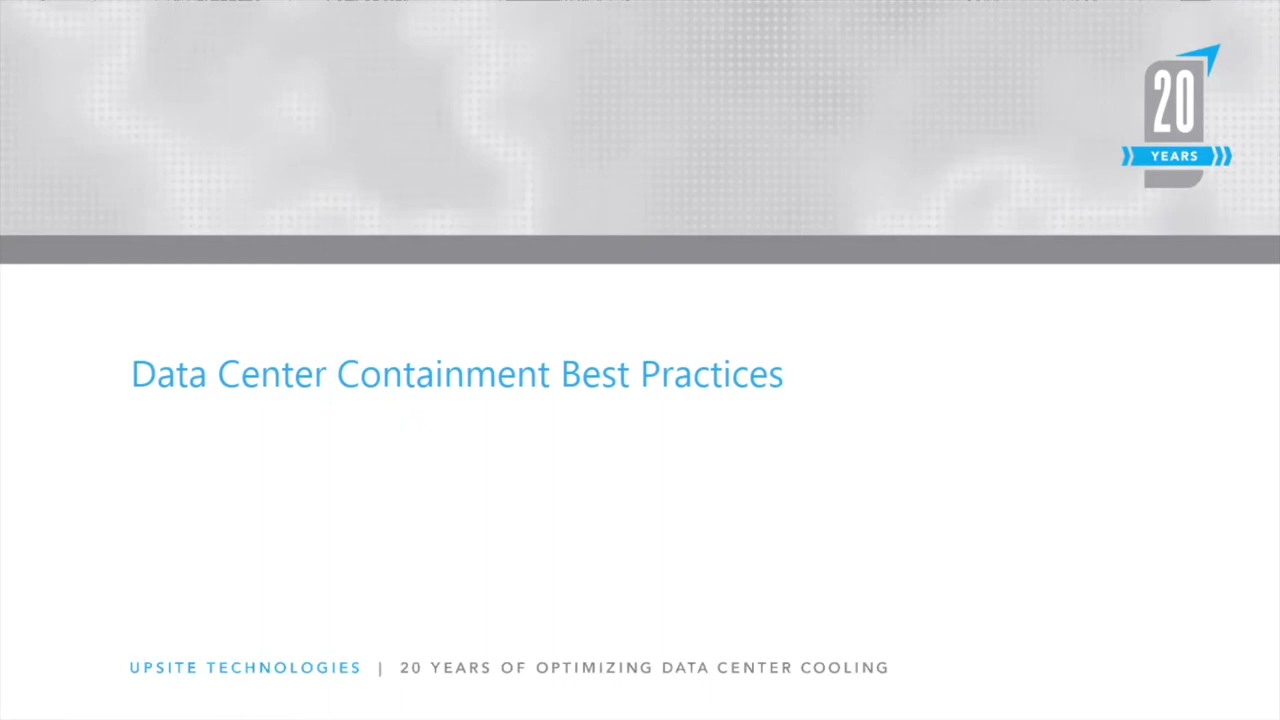 20
YEARS
Data Center Containment Best Practices
UPSITE TECHNOLOGIES | 20 YEARS OF OPTIMIZING DATA CENTER COOLING